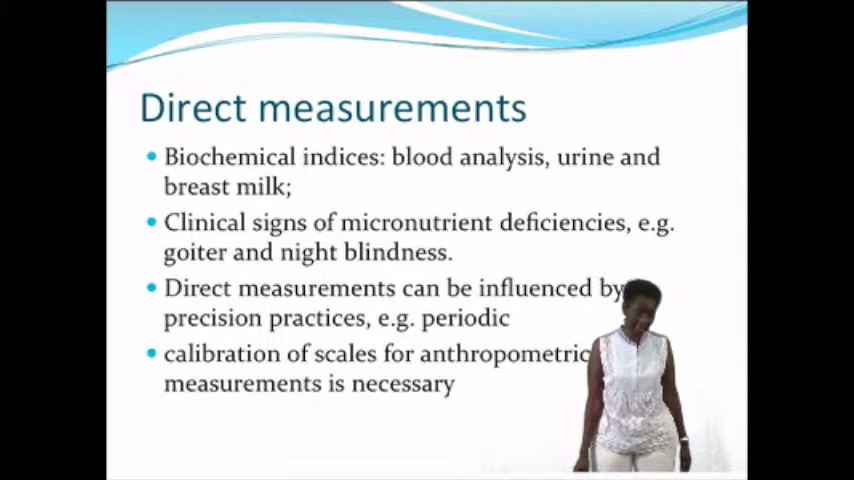 Direct measurements
• Biochemical indices: blood analysis, urine and
breast milk;
• Clinical signs of micronutrient deficiencies, e.g.
goiter and night blindness.
• Direct measurements can be influenced by
precision practices, e.g. periodic
• calibration of scales for anthropometric
measurements is necessary